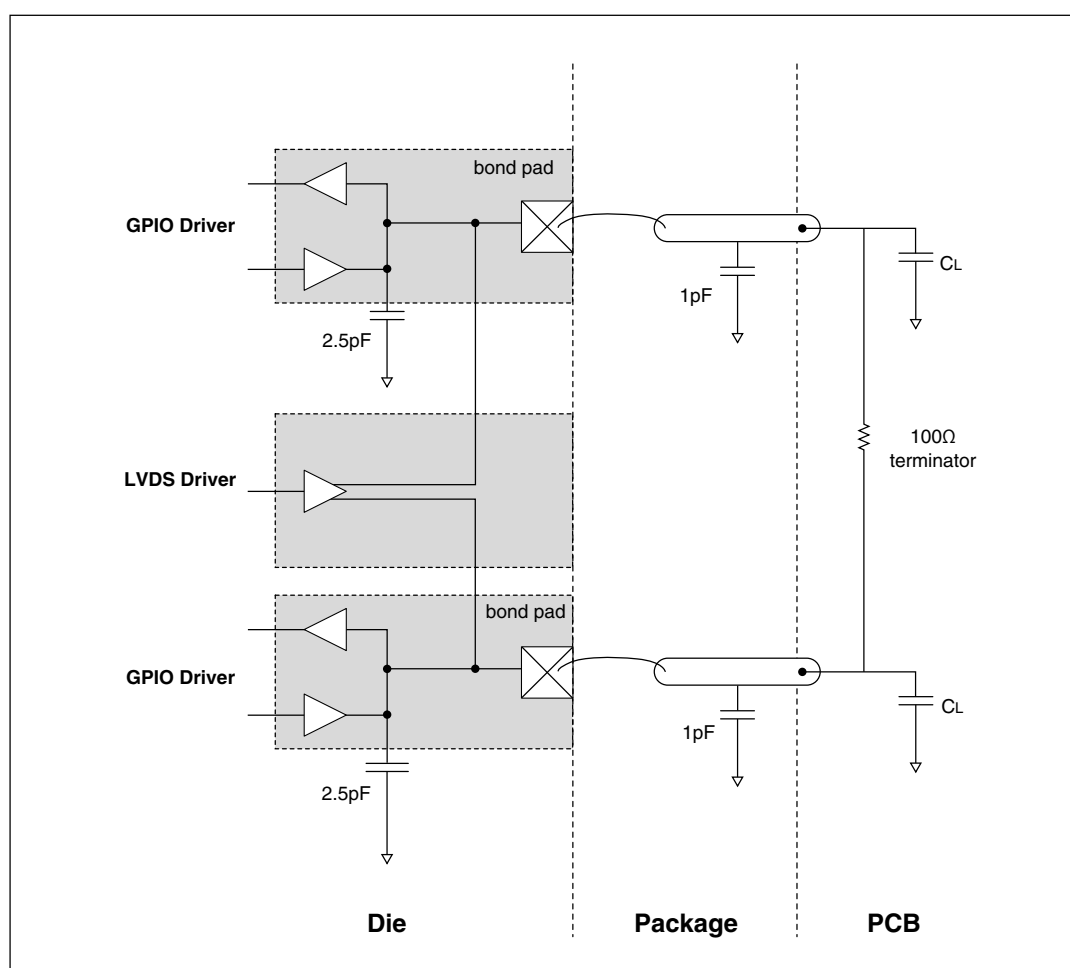 bond pad
GPIO Driver
2.5pF
1pF
CL
LVDS Driver
100Ω
terminator
bond pad
GPIO Driver
2.5pF
1pF
CL
Die
Package
PCB